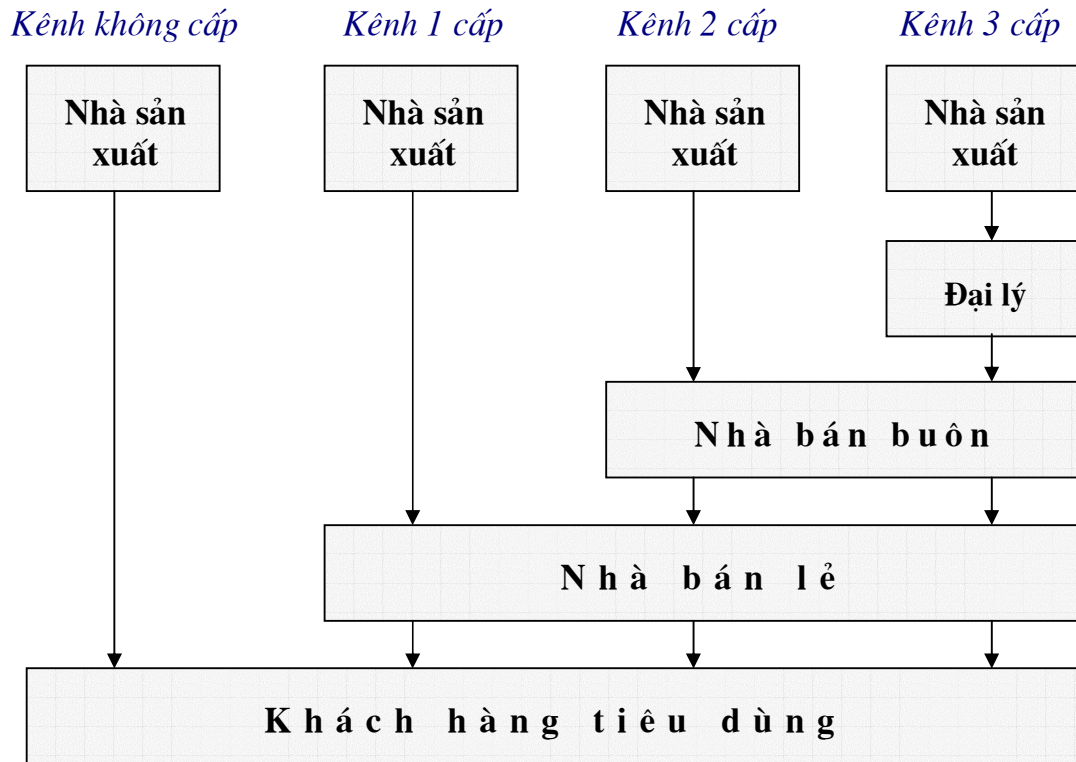 Kênh không cấp
Kênh 1 cấp
Kênh 2 cấp
Kênh 3 cấp
Nhà sản
xuất
Nhà sản
xuất
Nhà sản
xuất
Nhà sản
xuất
Đại lý
Nhà bán buôn
Nhà bán lẻ
Khách hàng tiêu dùng